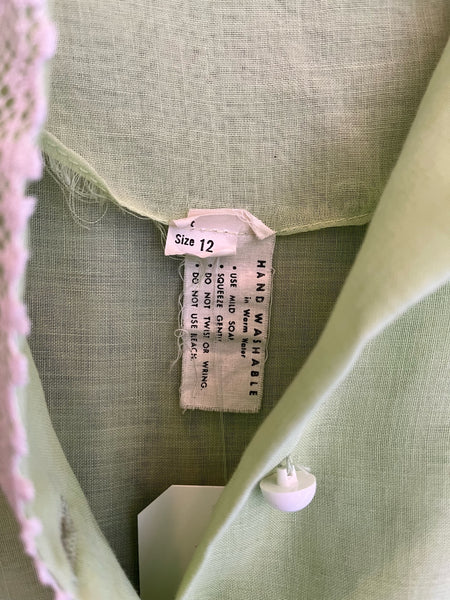 Size 12
HAND WASHABLE
in Warm Water
• USE MILD SOAP
• SQUEEZE GENTLY
• DO NOT TWIST OR WRING.
• DO NOT USE BLEACH.